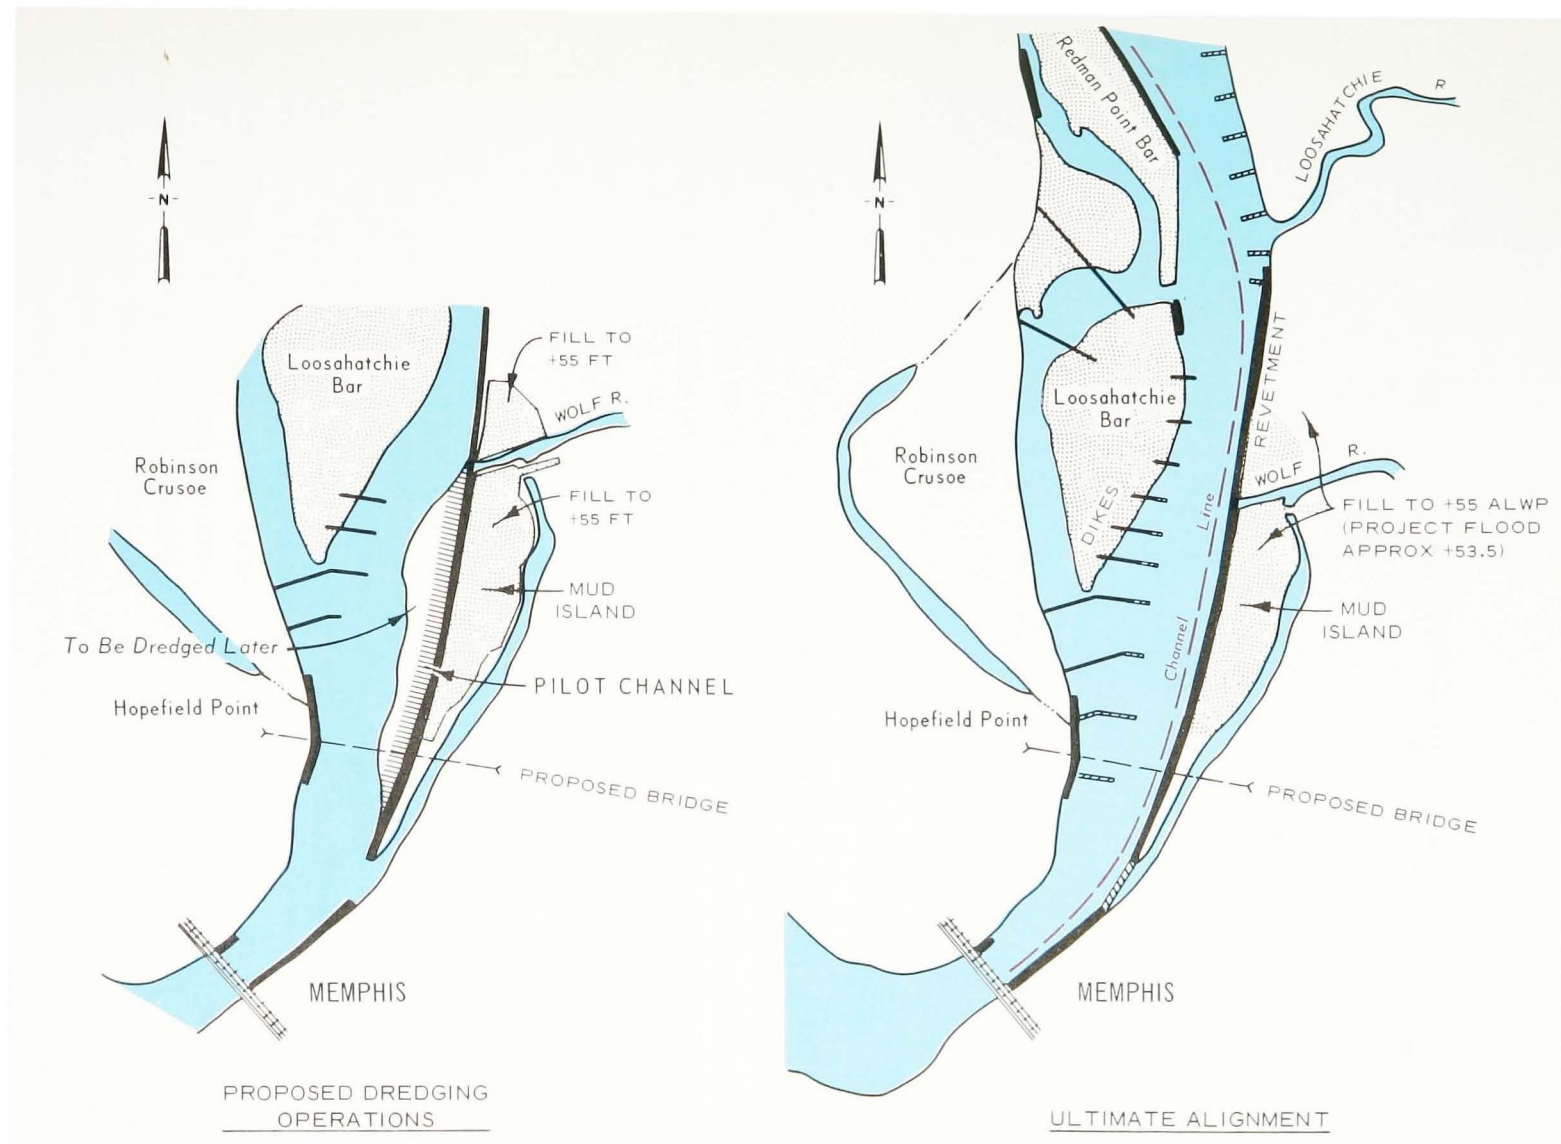 - N -
Loosahatchie
Bar
FILL TO
+55 FT
WOLF R.
Robinson
Crusoe
FILL TO
+55 FT
MUD
ISLAND
To Be Dredged Later
PILOT CHANNEL
Hopefield Point
PROPOSED BRIDGE
MEMPHIS
PROPOSED DREDGING
OPERATIONS
Redman Point Bar
LOOSAHATCHIE R
- N -
REVETMENT
Loosahatchie
Bar
Robinson
Crusoe
WOLF R.
DIKES
Line
FILL TO +55 ALWP
(PROJECT FLOOD
APPROX +53.5)
MUD
ISLAND
Channel
Hopefield Point
PROPOSED BRIDGE
MEMPHIS
ULTIMATE ALIGNMENT